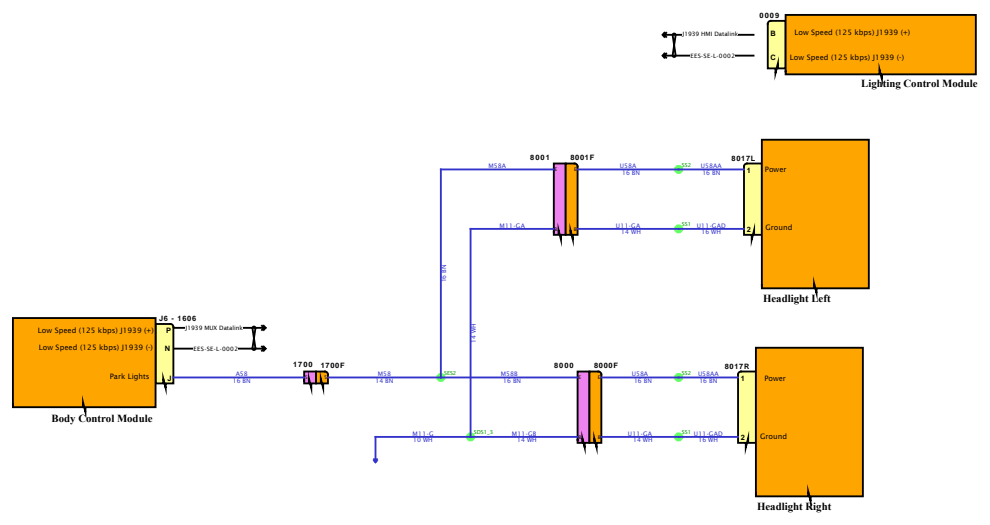 0009
B Low Speed (125 kbps) J1939 (+)
J1939 HMI Datalink
C Low Speed (125 kbps) J1939 (-)
EES-SE-L-0002
Lighting Control Module
8001 8001F 8017L
M58A U58A SS2 U58AA 1 Power
16 BN 16 BN
M11-GA U11-GA SS1 U11-GAD 2 Ground
14 WH 16 WH
16 BN
Headlight Left
14 WH
J6 - 1606
Low Speed (125 kbps) J1939 (+) P J1939 MUX Datalink
Low Speed (125 kbps) J1939 (-) N EES-SE-L-0002
1700 1700F 8000 8000F 8017R
Park Lights J A58 M58 SES2 M58B U58A SS2 U58AA 1 Power
16 BN 14 BN 16 BN 16 BN 16 BN
Body Control Module
M11-G SDS1_3 M11-GB U11-GA SS1 U11-GAD 2 Ground
10 WH 14 WH 14 WH 16 WH
Headlight Right